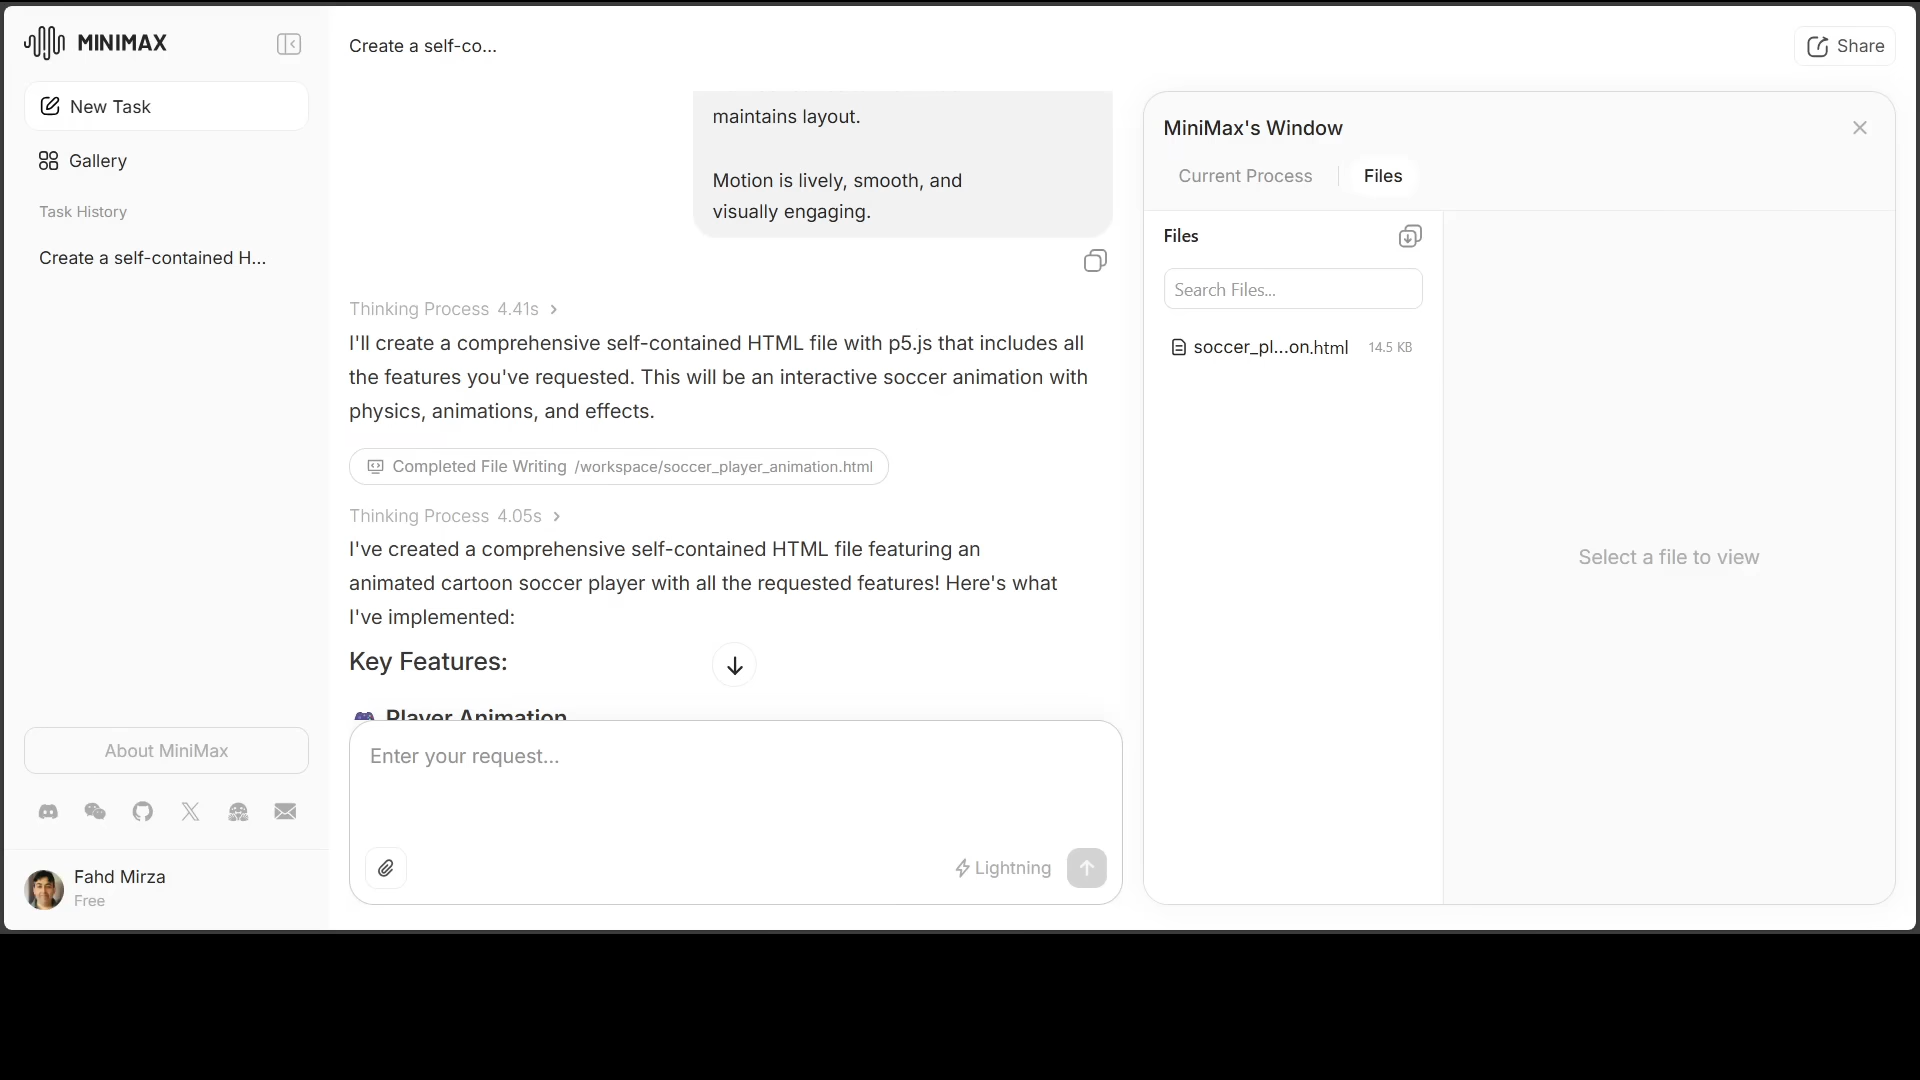 MINIMAX
New Task
Gallery
Task History
Create a self-contained H...
About MiniMax
Fahd Mirza
Free
Create a self-co...
Share
maintains layout.
Motion is lively, smooth, and
visually engaging.
Thinking Process 4.41s
I'll create a comprehensive self-contained HTML file with p5.js that includes all
the features you've requested. This will be an interactive soccer animation with
physics, animations, and effects.
Completed File Writing /workspace/soccer_player_animation.html
Thinking Process 4.05s
I've created a comprehensive self-contained HTML file featuring an
animated cartoon soccer player with all the requested features! Here's what
I've implemented:
Key Features:
Player Animation
Enter your request...
Lightning
MiniMax's Window
Current Process
Files
Files
Search Files...
soccer_pl...on.html 14.5 KB
Select a file to view